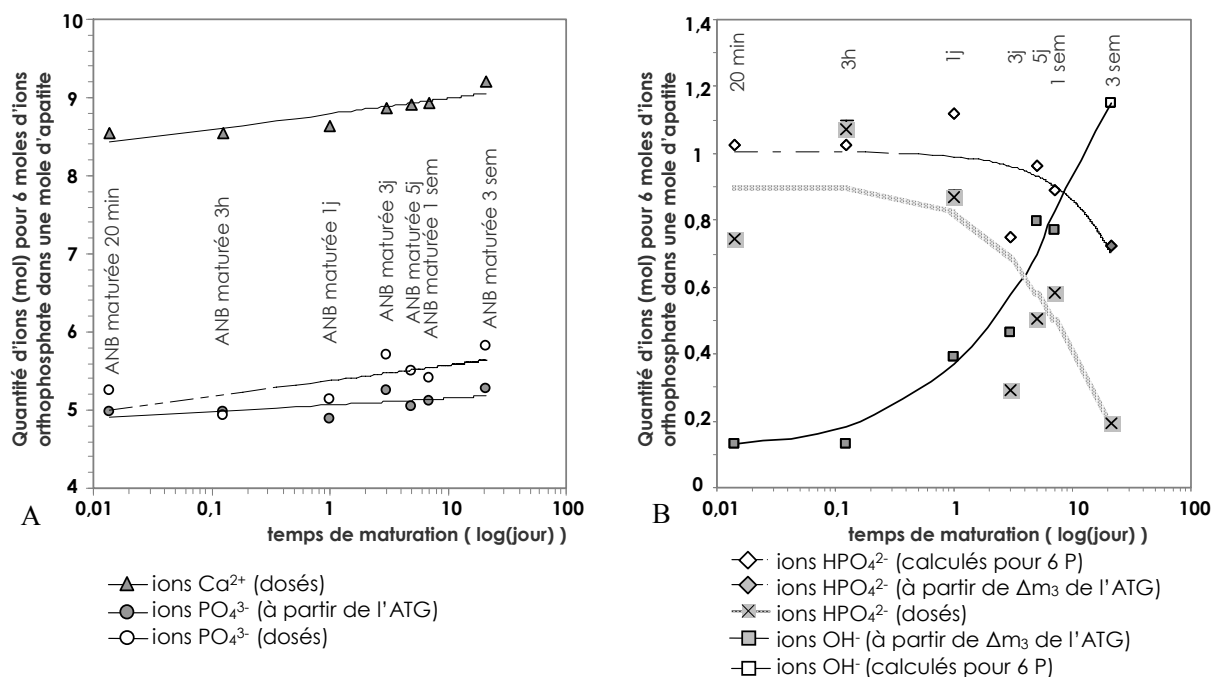 Quantité d'ions (mol) pour 6 moles d'ions
orthophosphate dans une mole d'apatite
10
9
8
7
6
5
4
ANB maturée 20 min
ANB maturée 3h
ANB maturée 1j
ANB maturée 3j
ANB maturée 5j
ANB maturée 1 sem
ANB maturée 3 sem
0,01
0,1
1
10
100
A
temps de maturation ( log(jour) )
ions Ca²⁺ (dosés)
ions PO₄³⁻ (à partir de l'ATG)
ions PO₄³⁻ (dosés)
Quantité d'ions (mol) pour 6 moles d'ions
orthophosphate dans une mole d'apatite
1,4
1,2
1
0,8
0,6
0,4
0,2
0
20 min
3h
1j
3j
5j
1 sem
3 sem
0,01
0,1
1
10
100
B
temps de maturation ( log(jour) )
ions HPO₄²⁻ (calculés pour 6 P)
ions HPO₄²⁻ (à partir de Δm₃ de l'ATG)
ions HPO₄²⁻ (dosés)
ions OH⁻ (à partir de Δm₃ de l'ATG)
ions OH⁻ (calculés pour 6 P)